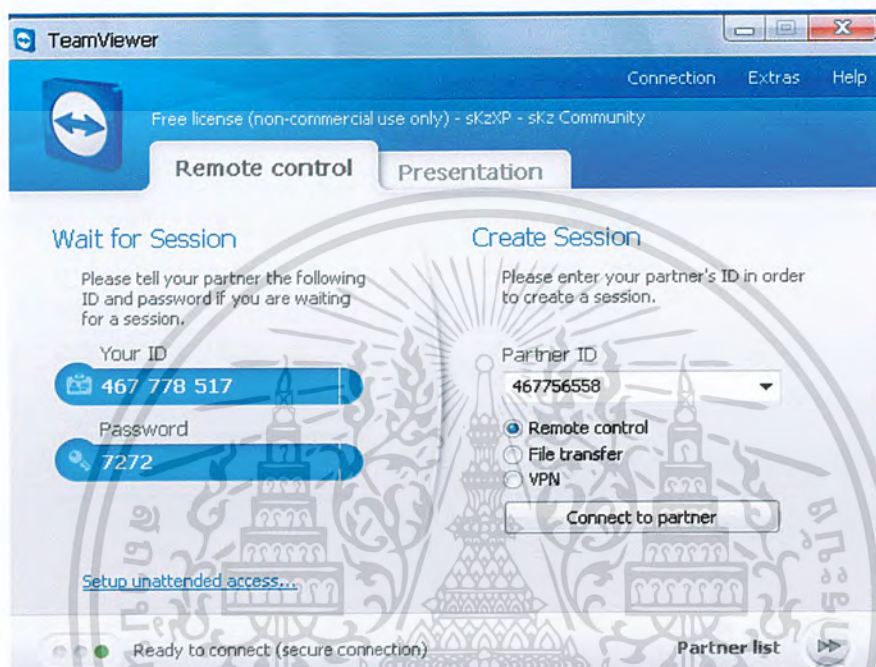 TeamViewer
Connection Extras Help
Free license (non-commercial use only) - sKzXP - sKz Community
Remote control Presentation
Wait for Session
Please tell your partner the following
ID and password if you are waiting
for a session.
Your ID
467 778 517
Password
7272
Setup unattended access...
Create Session
Please enter your partner's ID in order
to create a session.
Partner ID
467756558
Remote control
File transfer
VPN
Connect to partner
Ready to connect (secure connection)
Partner list